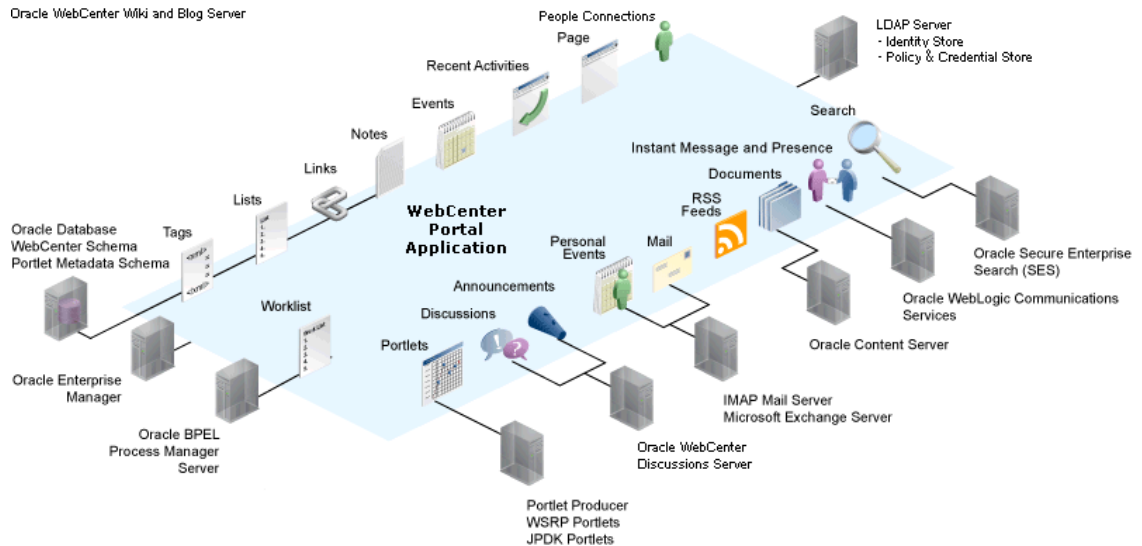 Oracle WebCenter Wiki and Blog Server
People Connections
Page
Recent Activities
Events
Notes
Links
Lists
Tags
Oracle Database
WebCenter Schema
Portlet Metadata Schema
LDAP Server
- Identity Store
- Policy & Credential Store
Search
Instant Message and Presence
Documents
RSS
Feeds
Mail
Personal
Events
Announcements
Discussions
Portlets
Worklist
WebCenter
Portal
Application
Oracle Enterprise
Manager
Oracle BPEL
Process Manager
Server
Portlet Producer
WSRP Portlets
JPDK Portlets
Oracle WebCenter
Discussions Server
IMAP Mail Server
Microsoft Exchange Server
Oracle Content Server
Oracle WebLogic Communications
Services
Oracle Secure Enterprise
Search (SES)